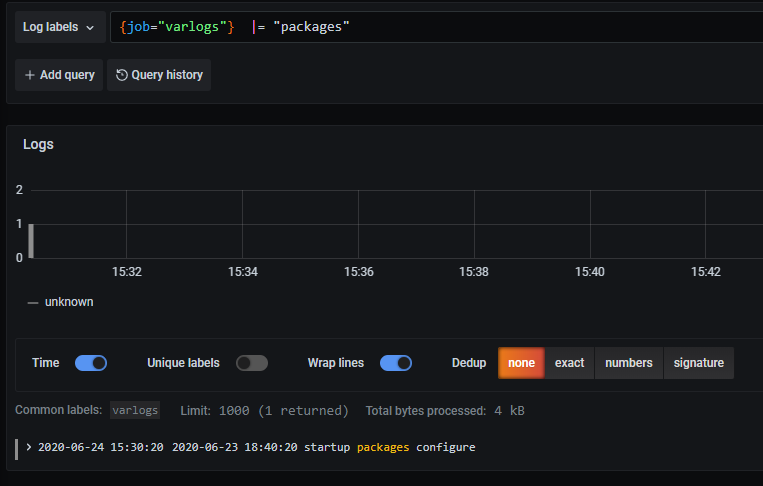 Log labels {job="varlogs"} |= "packages"
+ Add query Query history
Logs
2
1
0
15:32 15:34 15:36 15:38 15:40 15:42
unknown
Time Unique labels Wrap lines Dedup none exact numbers signature
Common labels: varlogs Limit: 1000 (1 returned) Total bytes processed: 4 kB
> 2020-06-24 15:30:20 2020-06-23 18:40:20 startup packages configure